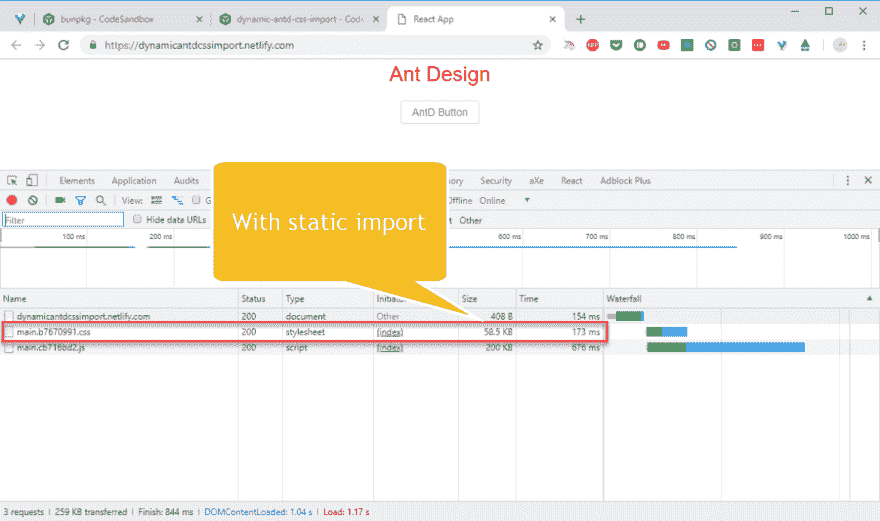 bunpkg - CodeSandbox
dynamic-antd-css-import - Cod
React App
https://dynamicantdcssimport.netlify.com
Ant Design
AntD Button
Elements Application Audits mory Security aXe React Adblock Plus
View: G Offline Online
Filter Hide data URLs t Other
With static import
100 ms 200 ms 600 ms 700 ms 800 ms 900 ms 1000 ms
Name Status Type Initiator Size Time Waterfall
dynamicantdcssimport.netlify.com 200 document Other 408 B 154 ms
main.b7670991.css 200 stylesheet (index) 58.5 KB 173 ms
main.cb716bd2.js 200 script (index) 200 KB 676 ms
3 requests | 259 KB transferred | Finish: 844 ms | DOMContentLoaded: 1.04 s | Load: 1.17 s